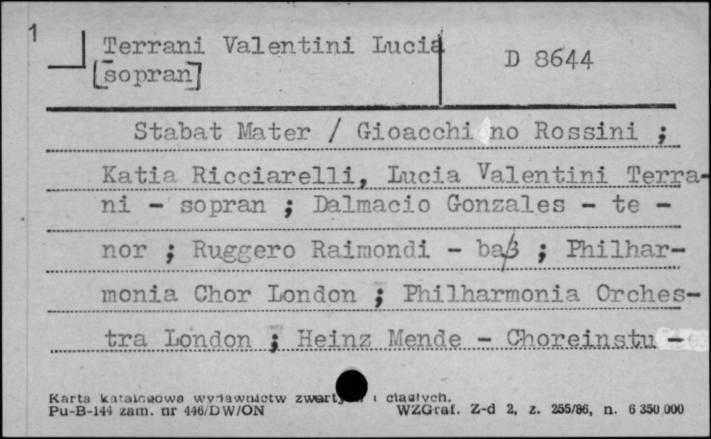 1
Terrani Valentini Lucia
[sopran]
D 8644
Stabat Mater / Gioacchino Rossini ;
Katia Ricciarelli, Lucia Valentini Terra-
ni - sopran ; Dalmacio Gonzales - te -
nor ; Ruggero Raimondi - baβ ; Philhar-
monia Chor London ; Philharmonia Orches-
tra London ; Heinz Mende - Choreinstu -
Karta katalogowa wydawnictw zwartych i ciągłych.
Pu-B-144 zam. nr 446/DW/ON
WZGraf. Z-d 2, z. 255/86, n. 6 350 000